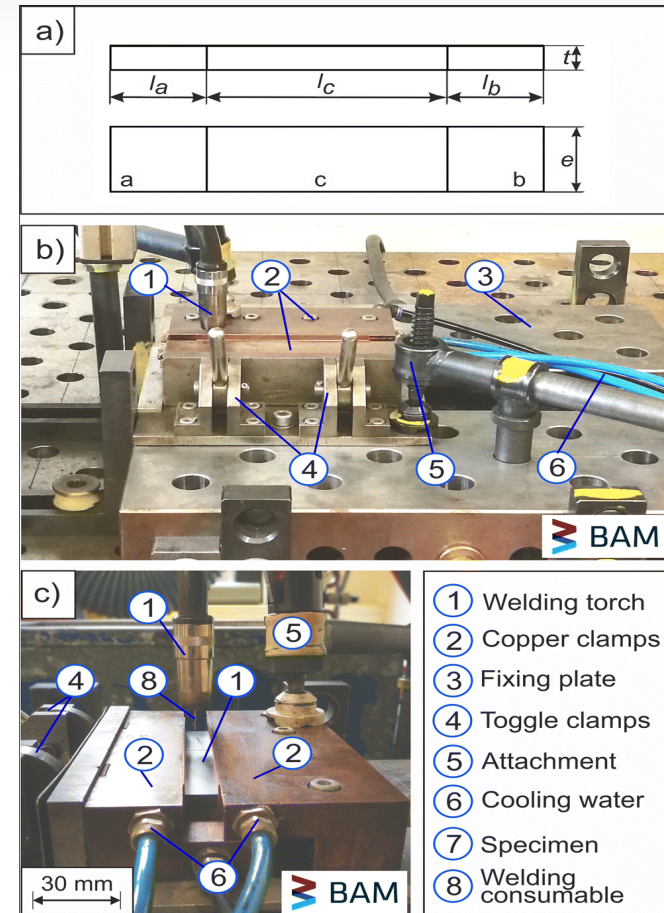 a)
t
la
lc
lb
e
a
c
b
b)
1
2
3
4
5
6
BAM
c)
1
5
4
8
1
2
2
6
30 mm
BAM
1 Welding torch
2 Copper clamps
3 Fixing plate
4 Toggle clamps
5 Attachment
6 Cooling water
7 Specimen
8 Welding
consumable